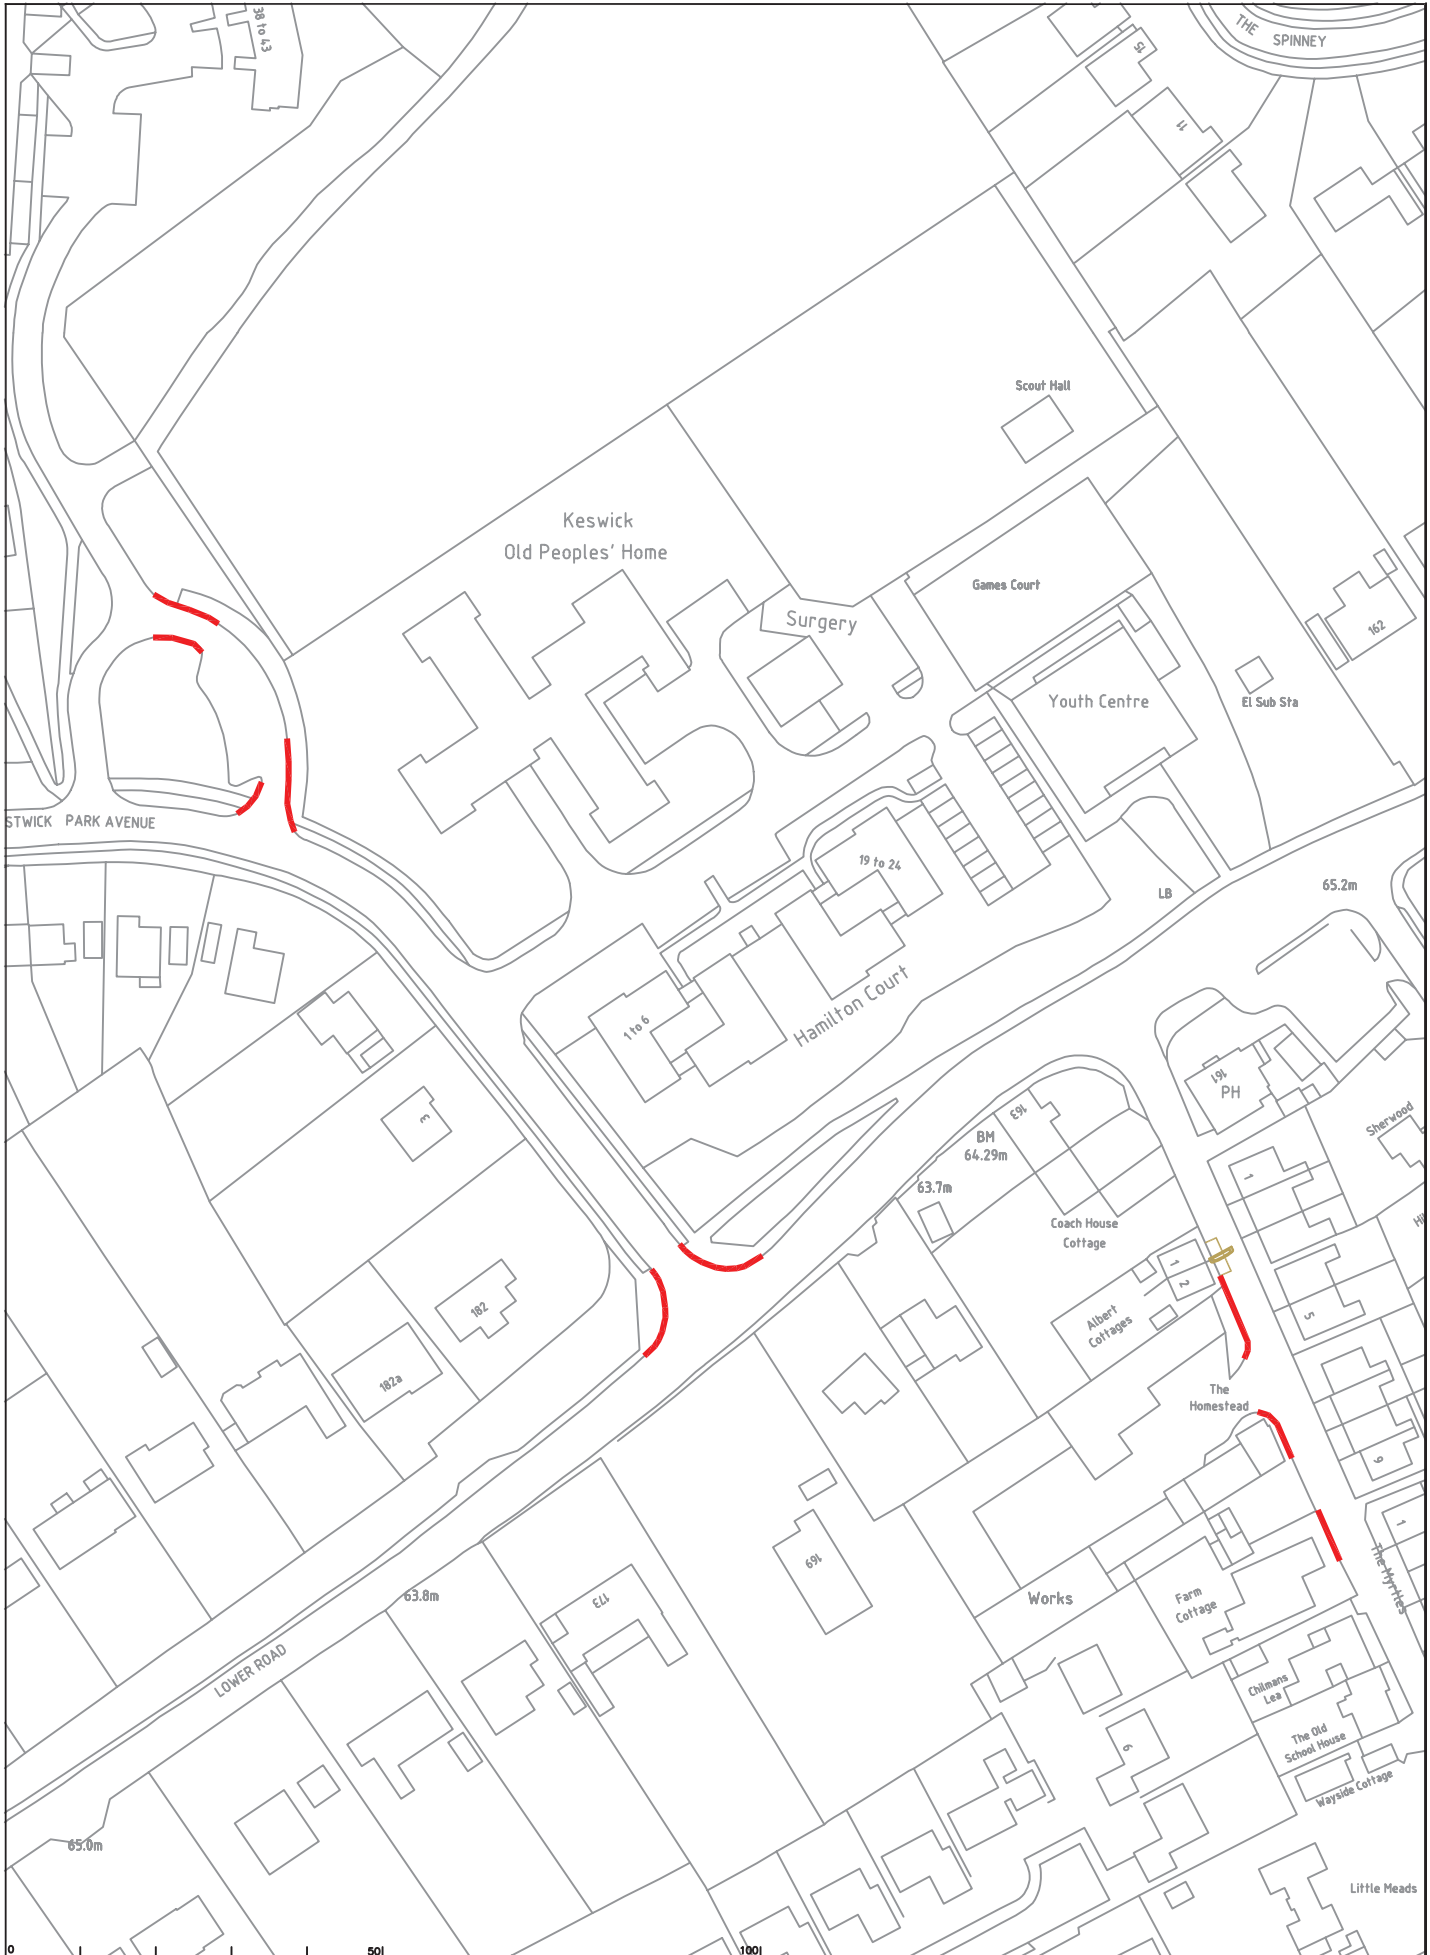 38 to 43
THE SPINNEY
15
11
Scout Hall
Keswick
Old Peoples' Home
Games Court
Surgery
162
Youth Centre
El Sub Sta
STWICK PARK AVENUE
19 to 24
LB
65.2m
1 to 6
Hamilton Court
161
PH
3
163
BM
64.29m
Sherwood
63.7m
1
Coach House
Cottage
1
2
182
Albert
Cottages
5
182a
The
Homestead
9
1
169
The Myrtles
63.8m
173
Works
Farm
Cottage
LOWER ROAD
Chilmans
Lea
The Old
School House
6
Wayside Cottage
65.0m
Little Meads
0
50
100